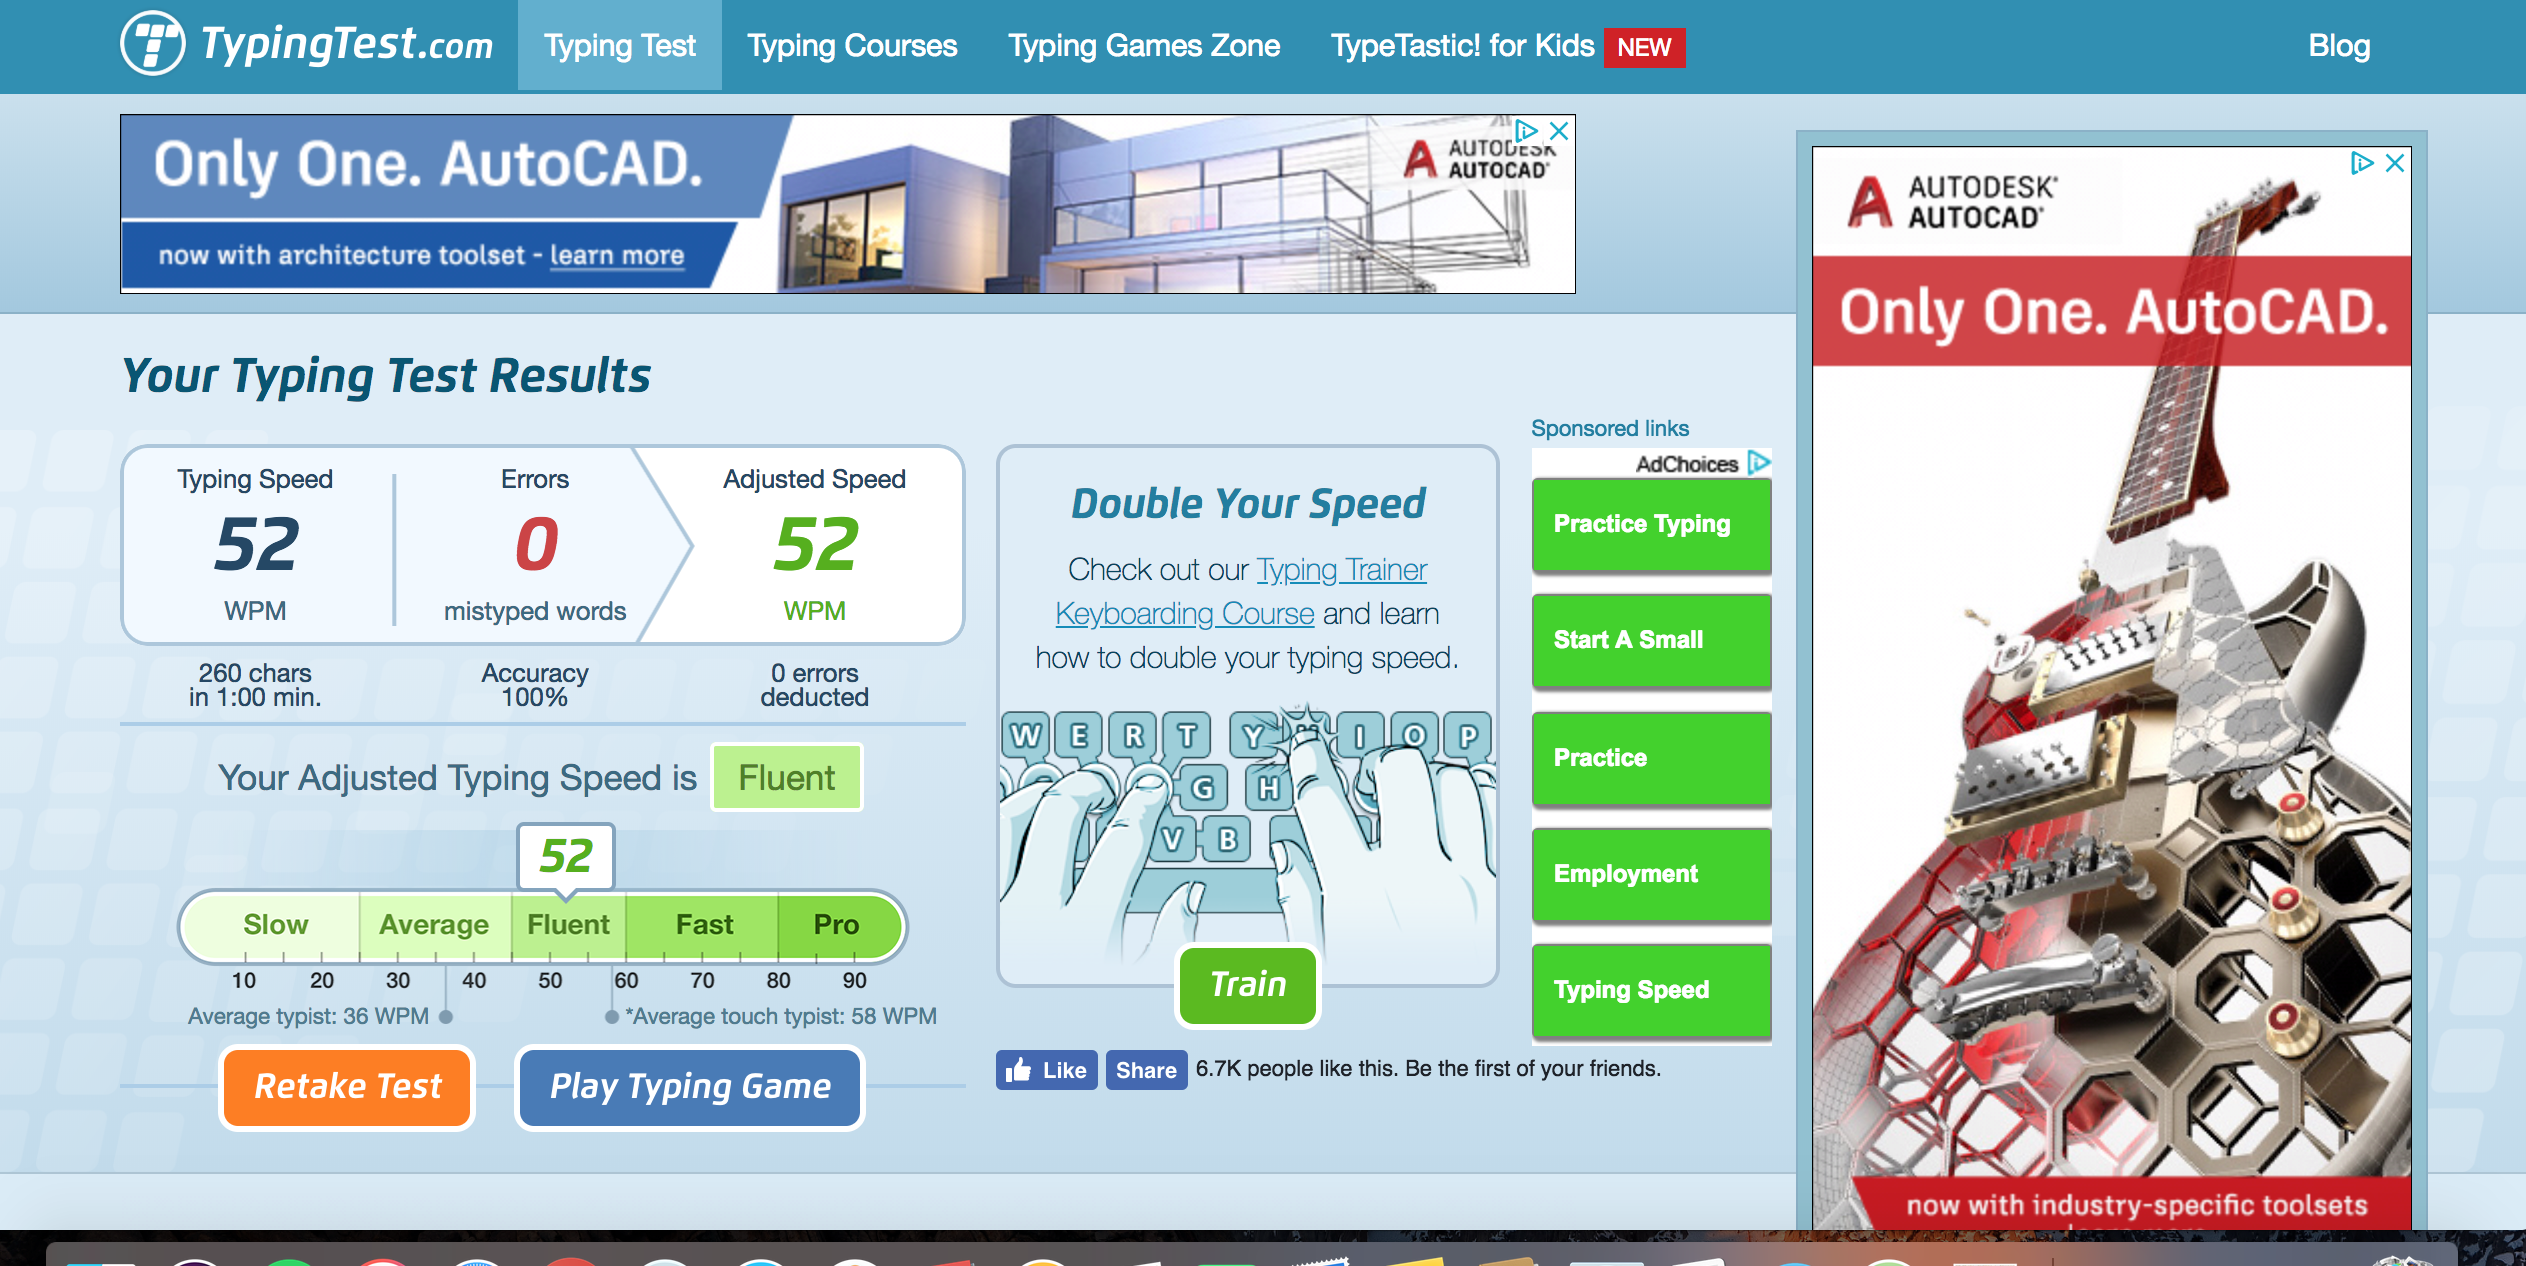 TypingTest.com
Typing Test
Typing Courses
Typing Games Zone
TypeTastic! for Kids NEW
Blog
Only One. AutoCAD.
now with architecture toolset - learn more
AUTODESK
AUTOCAD
AUTODESK
AUTOCAD
Only One. AutoCAD.
Your Typing Test Results
Typing Speed
52
WPM
260 chars
in 1:00 min.
Errors
0
mistyped words
Accuracy
100%
Adjusted Speed
52
WPM
0 errors
deducted
Your Adjusted Typing Speed is Fluent
52
Slow Average Fluent Fast Pro
10 20 30 40 50 60 70 80 90
Average typist: 36 WPM
*Average touch typist: 58 WPM
Retake Test
Play Typing Game
Double Your Speed
Check out our Typing Trainer
Keyboarding Course and learn
how to double your typing speed.
W E R T Y I O P
G H
V B
Train
Like Share 6.7K people like this. Be the first of your friends.
Sponsored links
AdChoices
Practice Typing
Start A Small
Practice
Employment
Typing Speed
now with industry-specific toolsets